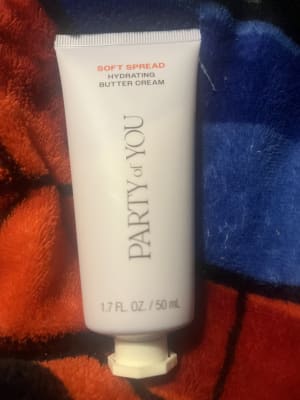 SOFT SPREAD
HYDRATING
BUTTER CREAM
PARTY of YOU
1.7 FL. OZ. / 50 mL